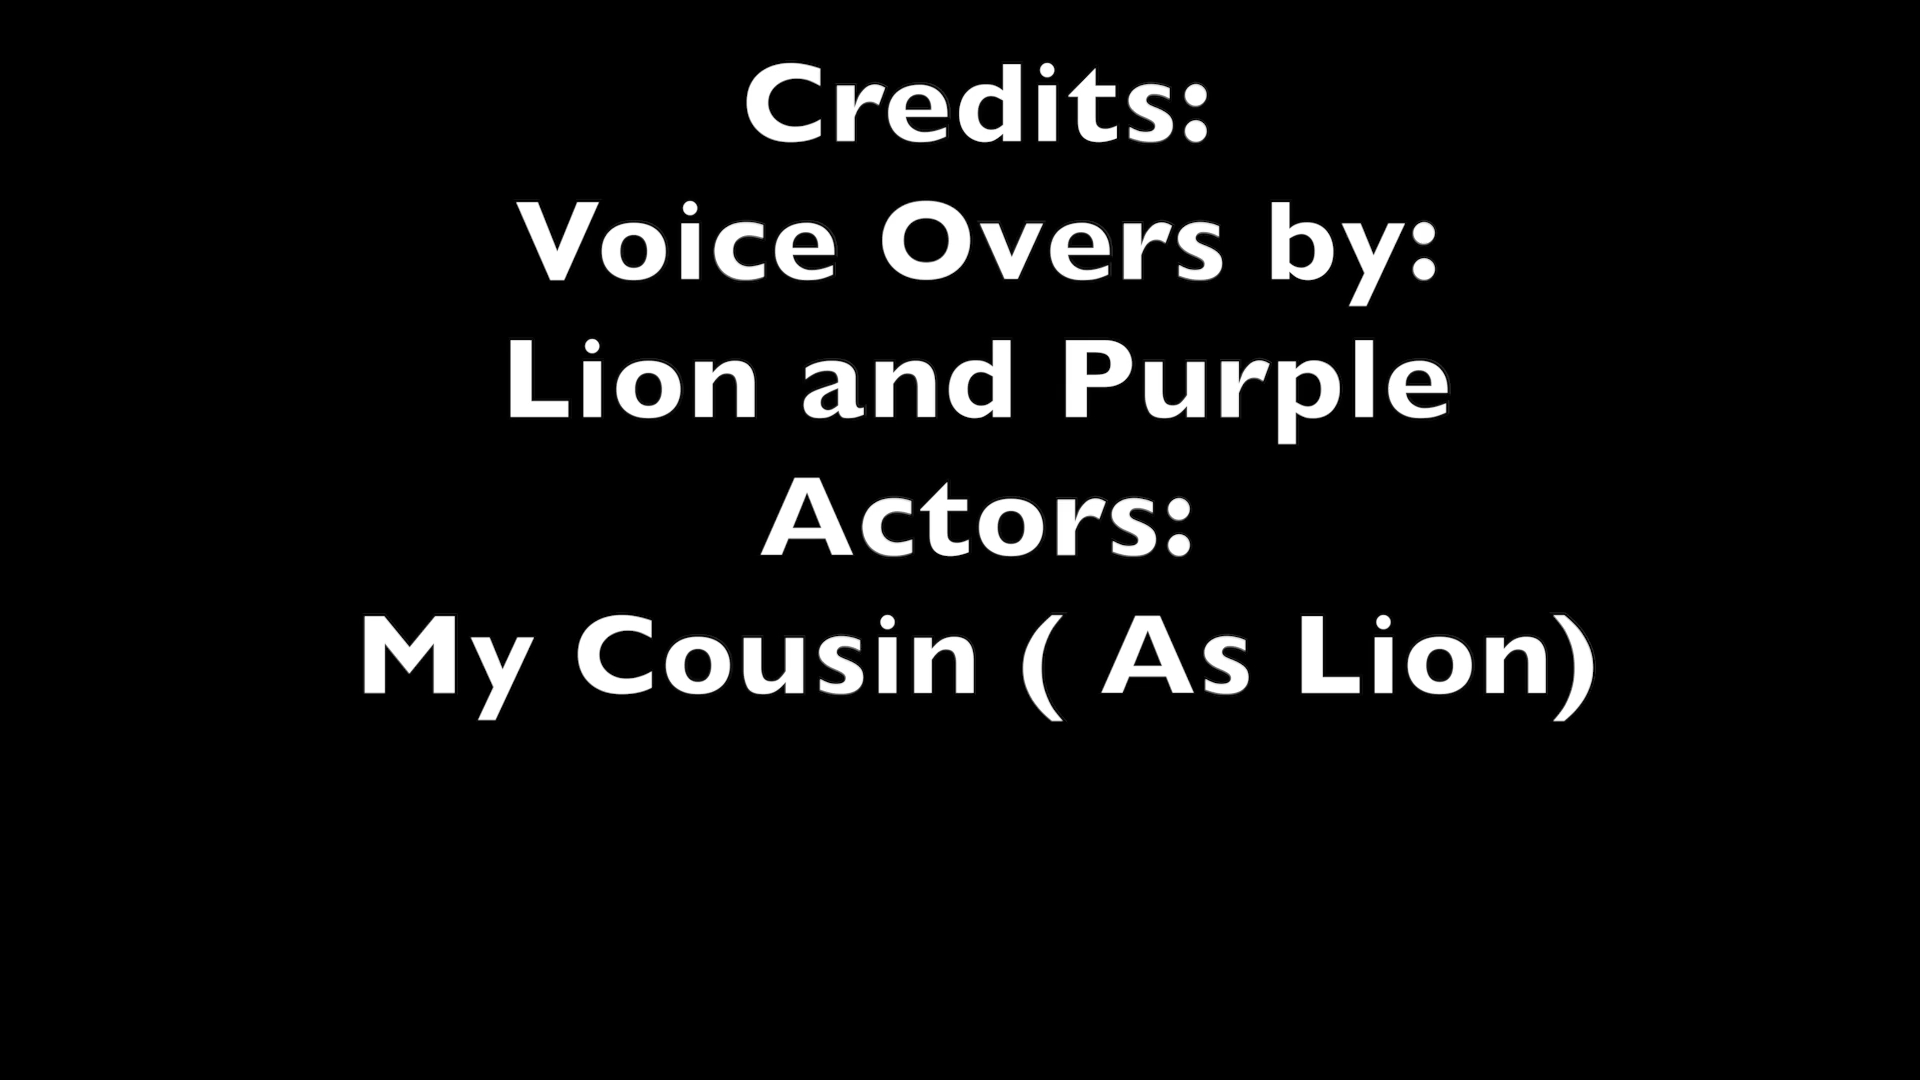 Credits:
Voice Overs by:
Lion and Purple
Actors:
My Cousin ( As Lion)